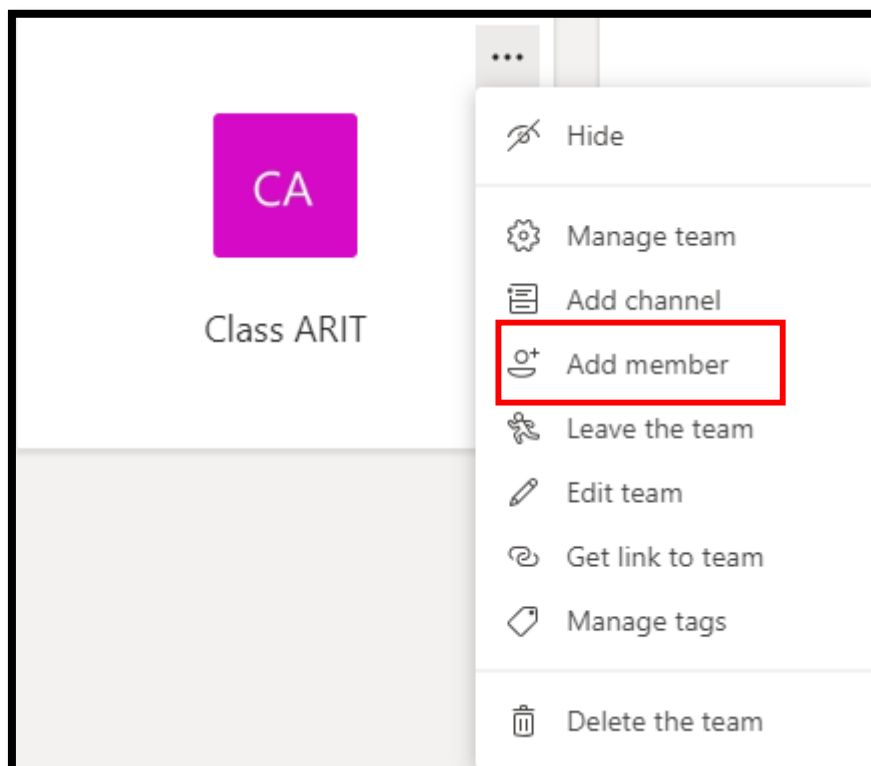 ...
CA
Class ARIT
Hide
Manage team
Add channel
Add member
Leave the team
Edit team
Get link to team
Manage tags
Delete the team